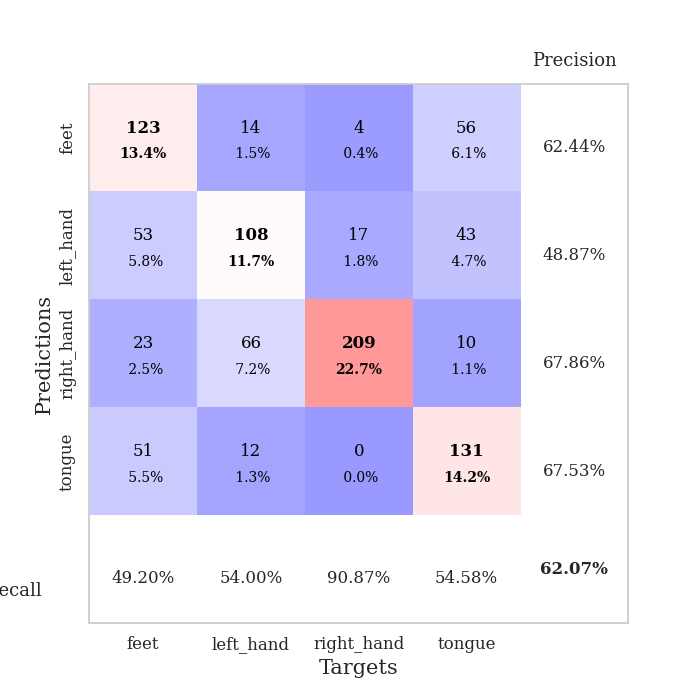 Precision
feet 123 14 4 56 62.44%
13.4% 1.5% 0.4% 6.1%
left_hand 53 108 17 43 48.87%
5.8% 11.7% 1.8% 4.7%
right_hand 23 66 209 10 67.86%
2.5% 7.2% 22.7% 1.1%
tongue 51 12 0 131 67.53%
5.5% 1.3% 0.0% 14.2%
Predictions
ecall 49.20% 54.00% 90.87% 54.58% 62.07%
feet left_hand right_hand tongue
Targets